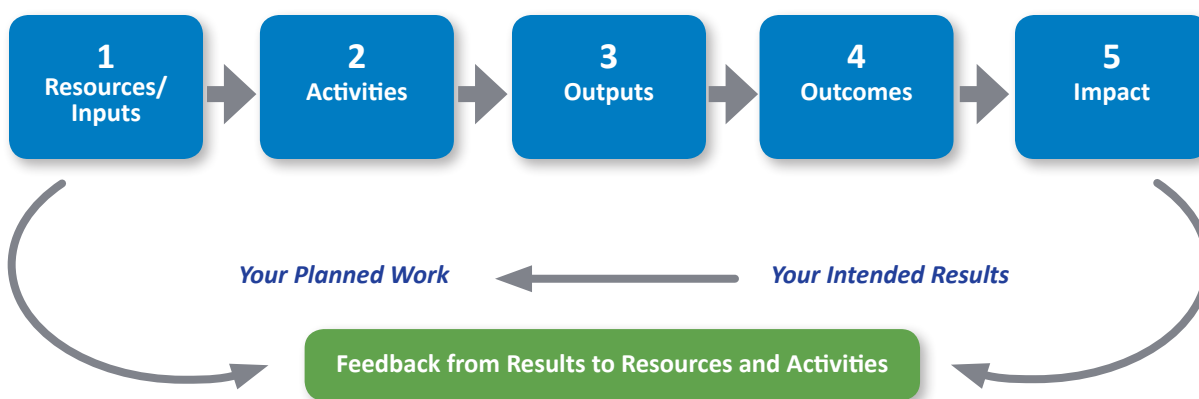 1
Resources/
Inputs
2
Activities
3
Outputs
4
Outcomes
5
Impact
Your Planned Work
Your Intended Results
Feedback from Results to Resources and Activities